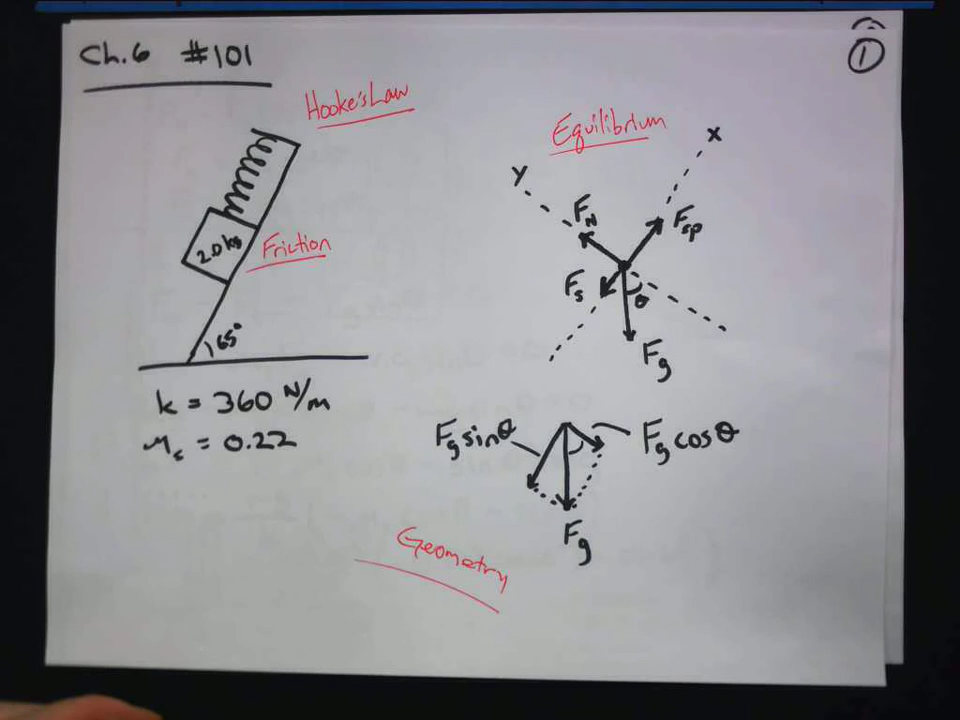 Ch.6 #101
1
Hooke's Law
Equilibrium
2.0 kg
Friction
65°
k = 360 N/m
μs = 0.22
x
y
FN
Fsp
Fs
θ
Fg
Fg sinθ
Fg cosθ
Fg
Geometry